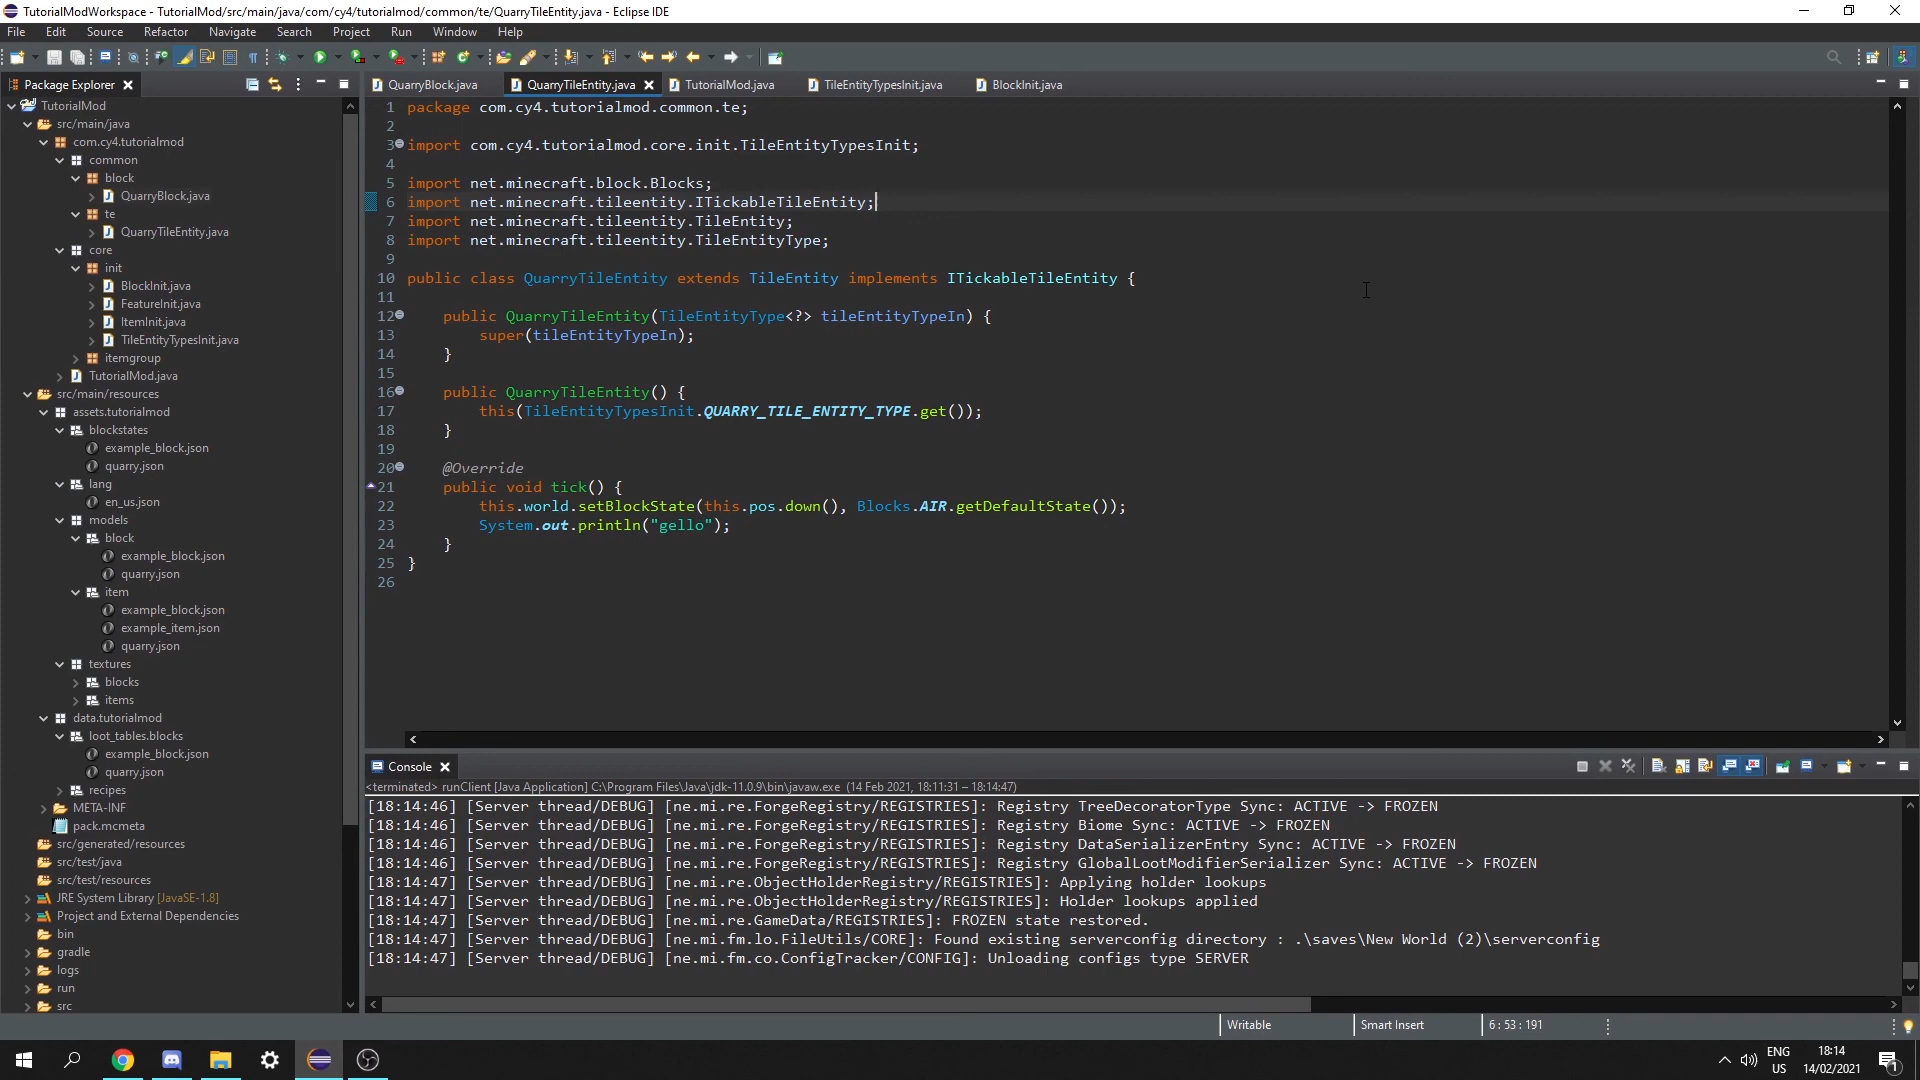 TutorialModWorkspace - TutorialMod/src/main/java/com/cy4/tutorialmod/common/te/QuarryTileEntity.java - Eclipse IDE
File Edit Source Refactor Navigate Search Project Run Window Help
Package Explorer
QuarryBlock.java QuarryTileEntity.java TutorialMod.java TileEntityTypesInit.java BlockInit.java
TutorialMod
src/main/java
com.cy4.tutorialmod
common
block
QuarryBlock.java
te
QuarryTileEntity.java
core
init
BlockInit.java
FeatureInit.java
ItemInit.java
TileEntityTypesInit.java
itemgroup
TutorialMod.java
src/main/resources
assets.tutorialmod
blockstates
example_block.json
quarry.json
lang
en_us.json
models
block
example_block.json
quarry.json
item
example_block.json
example_item.json
quarry.json
textures
blocks
items
data.tutorialmod
loot_tables.blocks
example_block.json
quarry.json
recipes
META-INF
pack.mcmeta
src/generated/resources
src/test/java
src/test/resources
JRE System Library [JavaSE-1.8]
Project and External Dependencies
bin
gradle
logs
run
src
1 package com.cy4.tutorialmod.common.te;
2
3 import com.cy4.tutorialmod.core.init.TileEntityTypesInit;
4
5 import net.minecraft.block.Blocks;
6 import net.minecraft.tileentity.ITickableTileEntity;
7 import net.minecraft.tileentity.TileEntity;
8 import net.minecraft.tileentity.TileEntityType;
9
10 public class QuarryTileEntity extends TileEntity implements ITickableTileEntity {
11
12 public QuarryTileEntity(TileEntityType<?> tileEntityTypeIn) {
13 super(tileEntityTypeIn);
14 }
15
16 public QuarryTileEntity() {
17 this(TileEntityTypesInit.QUARRY_TILE_ENTITY_TYPE.get());
18 }
19
20 @Override
21 public void tick() {
22 this.world.setBlockState(this.pos.down(), Blocks.AIR.getDefaultState());
23 System.out.println("gello");
24 }
25 }
26
Console
<terminated> runClient [Java Application] C:\Program Files\Java\jdk-11.0.9\bin\javaw.exe (14 Feb 2021, 18:11:31 – 18:14:47)
[18:14:46] [Server thread/DEBUG] [ne.mi.re.ForgeRegistry/REGISTRIES]: Registry TreeDecoratorType Sync: ACTIVE -> FROZEN
[18:14:46] [Server thread/DEBUG] [ne.mi.re.ForgeRegistry/REGISTRIES]: Registry Biome Sync: ACTIVE -> FROZEN
[18:14:46] [Server thread/DEBUG] [ne.mi.re.ForgeRegistry/REGISTRIES]: Registry DataSerializerEntry Sync: ACTIVE -> FROZEN
[18:14:46] [Server thread/DEBUG] [ne.mi.re.ForgeRegistry/REGISTRIES]: Registry GlobalLootModifierSerializer Sync: ACTIVE -> FROZEN
[18:14:47] [Server thread/DEBUG] [ne.mi.re.ObjectHolderRegistry/REGISTRIES]: Applying holder lookups
[18:14:47] [Server thread/DEBUG] [ne.mi.re.ObjectHolderRegistry/REGISTRIES]: Holder lookups applied
[18:14:47] [Server thread/DEBUG] [ne.mi.re.GameData/REGISTRIES]: FROZEN state restored.
[18:14:47] [Server thread/DEBUG] [ne.mi.fm.lo.FileUtils/CORE]: Found existing serverconfig directory : .\saves\New World (2)\serverconfig
[18:14:47] [Server thread/DEBUG] [ne.mi.fm.co.ConfigTracker/CONFIG]: Unloading configs type SERVER
Writable Smart Insert 6 : 53 : 191
ENG
US
18:14
14/02/2021
1